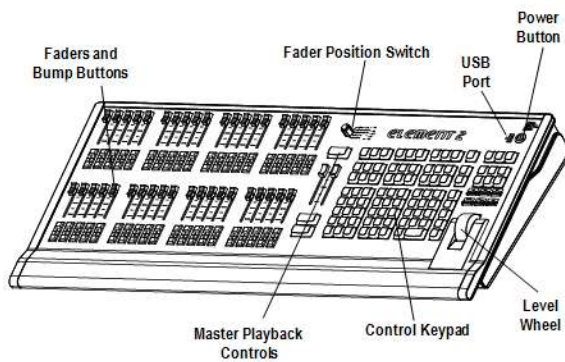 Power
Button
Faders and
Bump Buttons
Fader Position Switch
USB
Port
element 2
Level
Wheel
Master Playback
Controls
Control Keypad